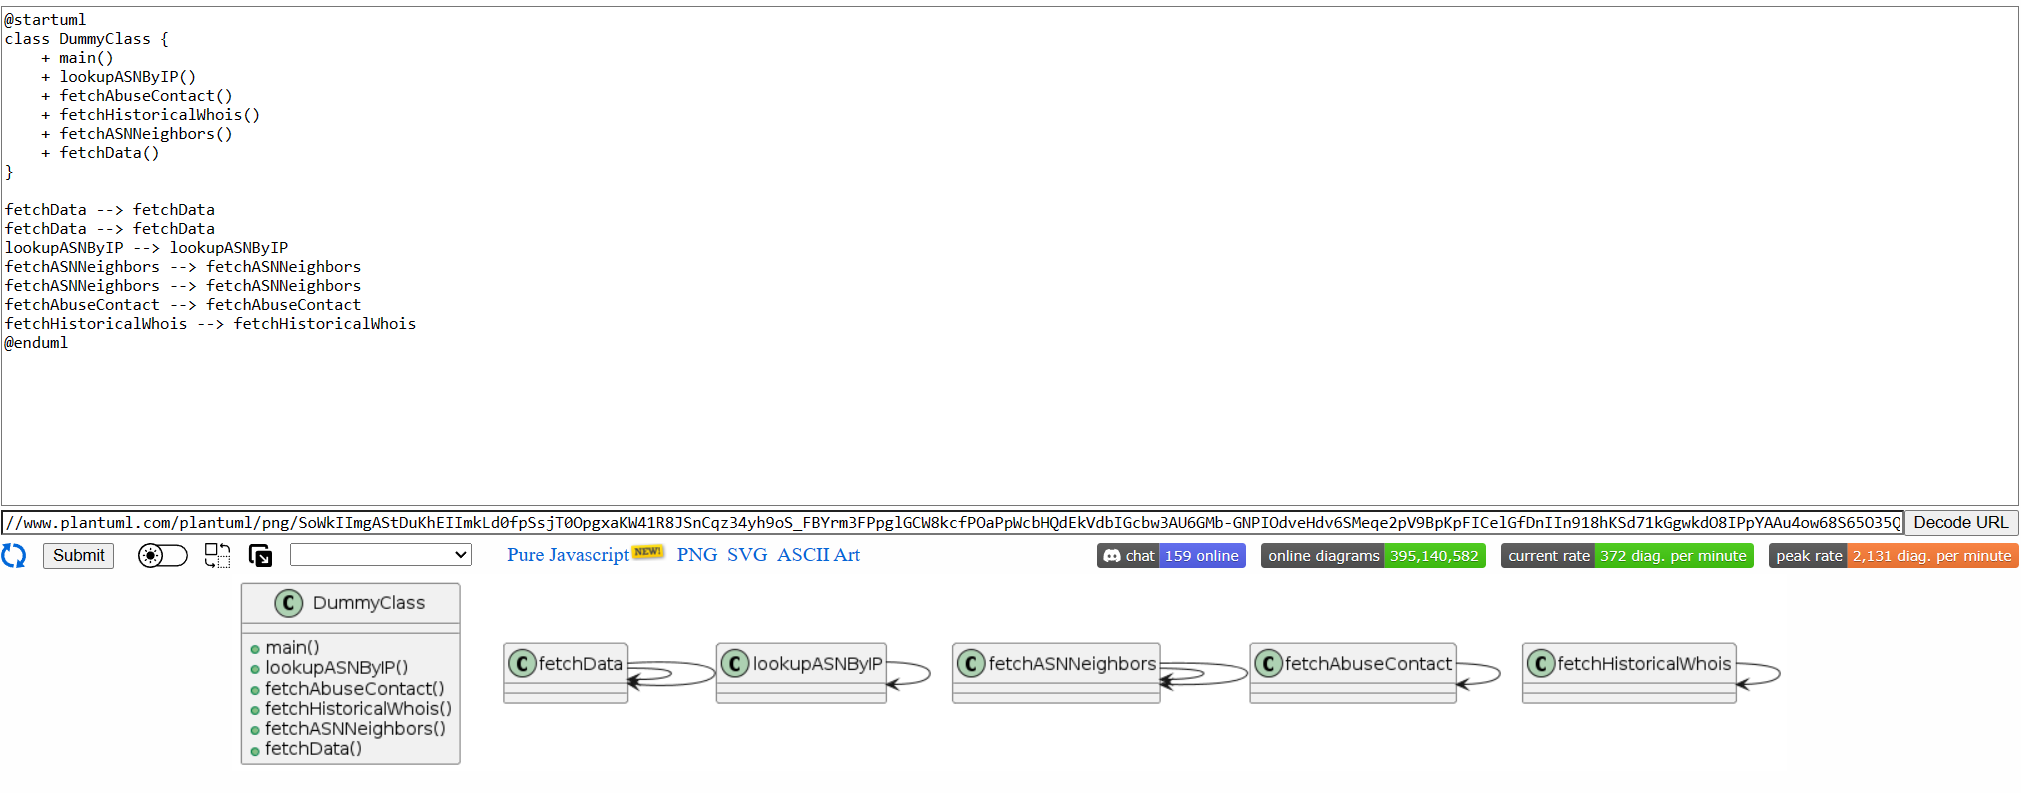 @startuml
class DummyClass {
    + main()
    + lookupASNByIP()
    + fetchAbuseContact()
    + fetchHistoricalWhois()
    + fetchASNNeighbors()
    + fetchData()
}
fetchData --> fetchData
fetchData --> fetchData
lookupASNByIP --> lookupASNByIP
fetchASNNeighbors --> fetchASNNeighbors
fetchASNNeighbors --> fetchASNNeighbors
fetchAbuseContact --> fetchAbuseContact
fetchHistoricalWhois --> fetchHistoricalWhois
@enduml
//www.plantuml.com/plantuml/png/SoWkIImgAStDuKhEIImkLd0fpSsjT0OpgxaKW41R8JSnCqz34yh9oS_FBYrm3FPpglGCW8kcfPOaPpWcbHQdEkVdbIGcbw3AU6GMb-GNPIOdveHdv6SMeqe2pV9BpKpFICelGfDnIIn918hKSd71kGgwkdO8IPpYAAu4ow68S65O35Q Decode URL
Submit Pure Javascript NEW! PNG SVG ASCII Art chat 159 online online diagrams 395,140,582 current rate 372 diag. per minute peak rate 2,131 diag. per minute
C DummyClass
main()
lookupASNByIP()
fetchAbuseContact()
fetchHistoricalWhois()
fetchASNNeighbors()
fetchData()
C fetchData C lookupASNByIP C fetchASNNeighbors C fetchAbuseContact C fetchHistoricalWhois